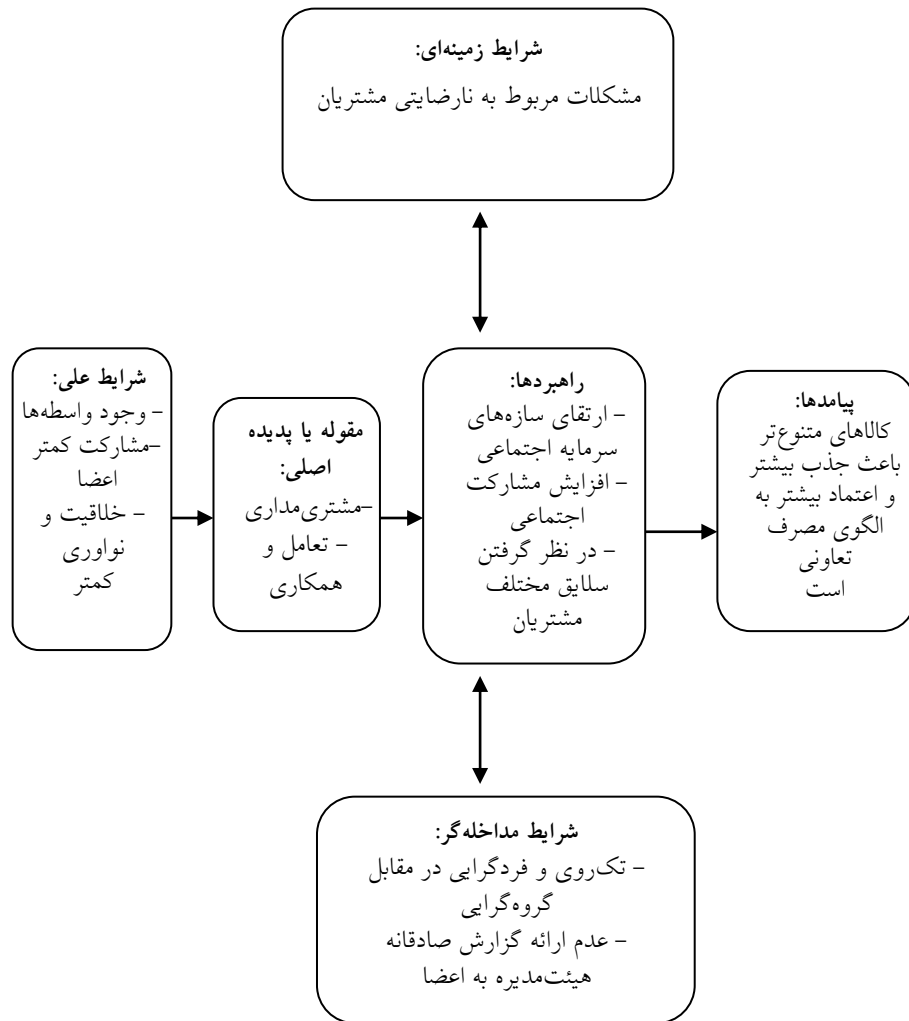 شرایط زمینه‌ای:
مشکلات مربوط به نارضایتی مشتریان
شرایط علی:
– وجود واسطه‌ها
–مشارکت کمتر
اعضا
– خلاقیت و
نواوری
کمتر
مقوله یا پدیده
اصلی:
–مشتری‌مداری
– تعامل و
همکاری
راهبردها:
– ارتقای سازه‌های
سرمایه اجتماعی
– افزایش مشارکت
اجتماعی
– در نظر گرفتن
سلایق مختلف
مشتریان
پیامدها:
کالاهای متنوع‌تر
باعث جذب بیشتر
و اعتماد بیشتر به
الگوی مصرف
تعاونی
است
شرایط مداخله‌گر:
– تک‌روی و فردگرایی در مقابل
گروه‌گرایی
– عدم ارائه گزارش صادقانه
هیئت‌مدیره به اعضا